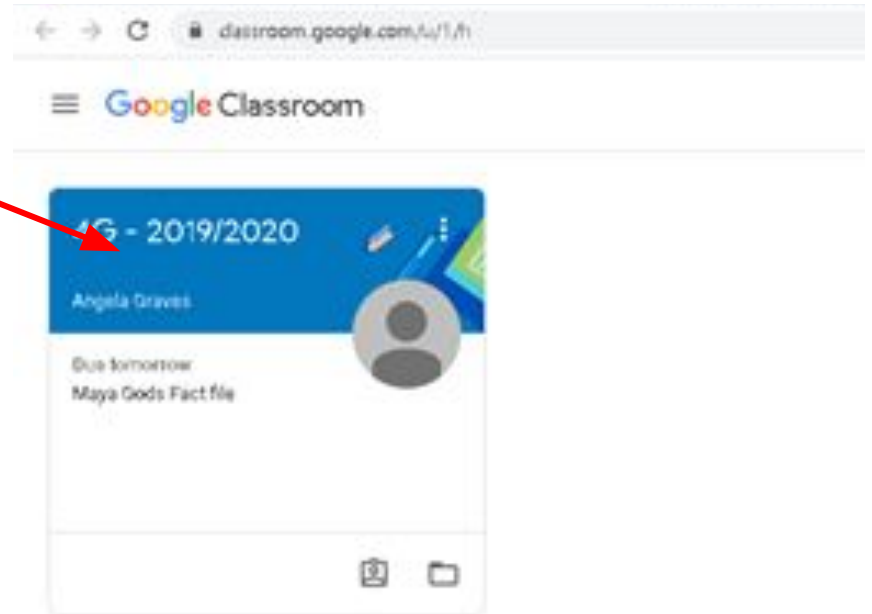 classroom.google.com/u/1/h
Google Classroom
4G - 2019/2020
Angela Graves
Due tomorrow
Maya Gods Fact file